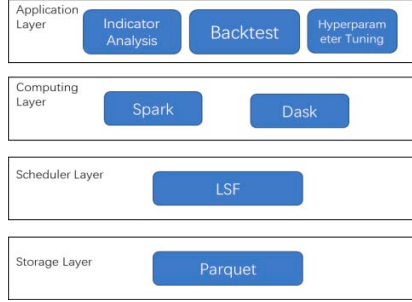 Application
Layer
Indicator
Analysis
Backtest
Hyperparam
eter Tuning
Computing
Layer
Spark
Dask
Scheduler Layer
LSF
Storage Layer
Parquet